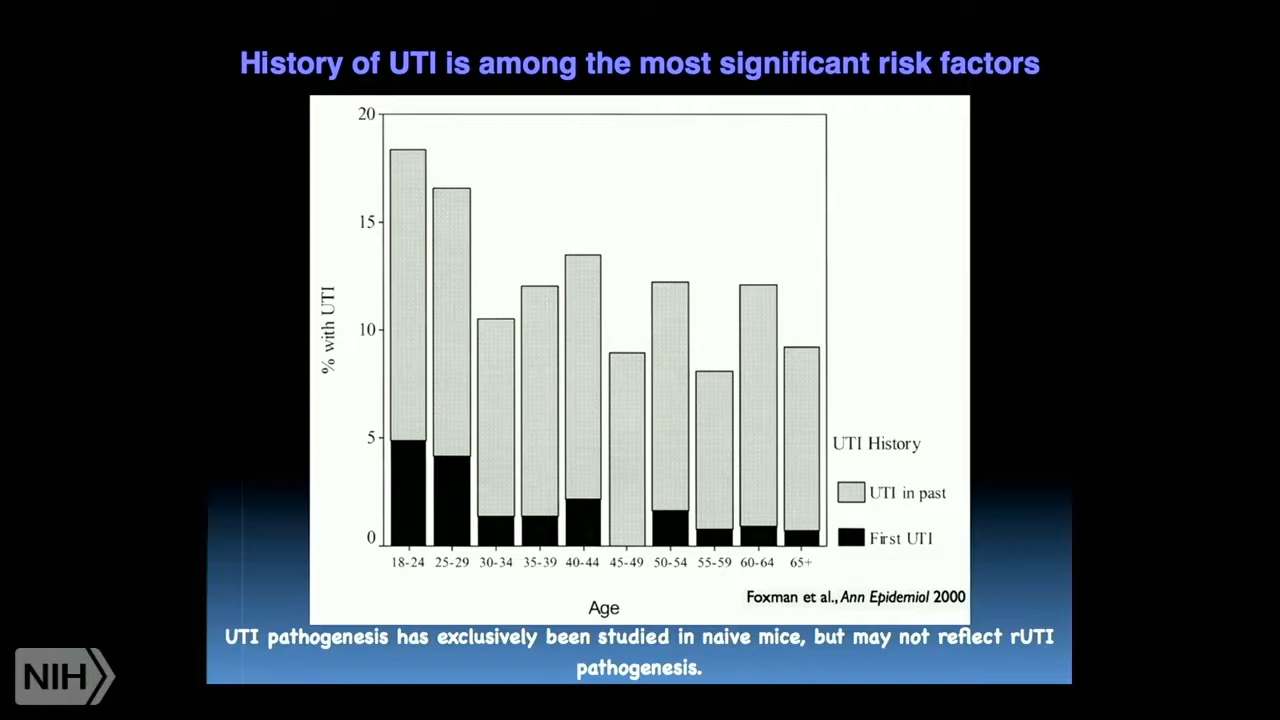 History of UTI is among the most significant risk factors
20
15
10
5
0
% with UTI
18-24 25-29 30-34 35-39 40-44 45-49 50-54 55-59 60-64 65+
Age
UTI History
UTI in past
First UTI
Foxman et al., Ann Epidemiol 2000
UTI pathogenesis has exclusively been studied in naive mice, but may not reflect rUTI
pathogenesis.
NIH